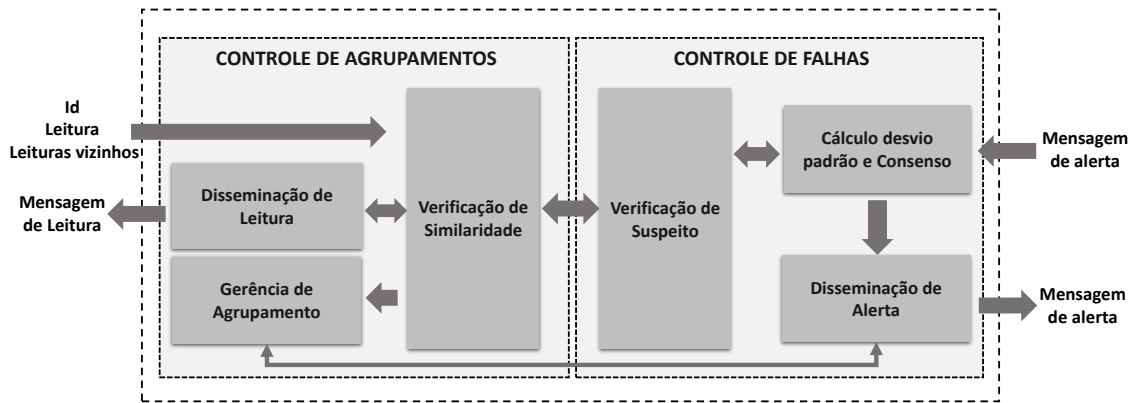 CONTROLE DE AGRUPAMENTOS
CONTROLE DE FALHAS
Id
Leitura
Leituras vizinhos
Mensagem
de Leitura
Disseminação de
Leitura
Gerência de
Agrupamento
Verificação de
Similaridade
Verificação de
Suspeito
Cálculo desvio
padrão e Consenso
Disseminação de
Alerta
Mensagem
de alerta
Mensagem
de alerta